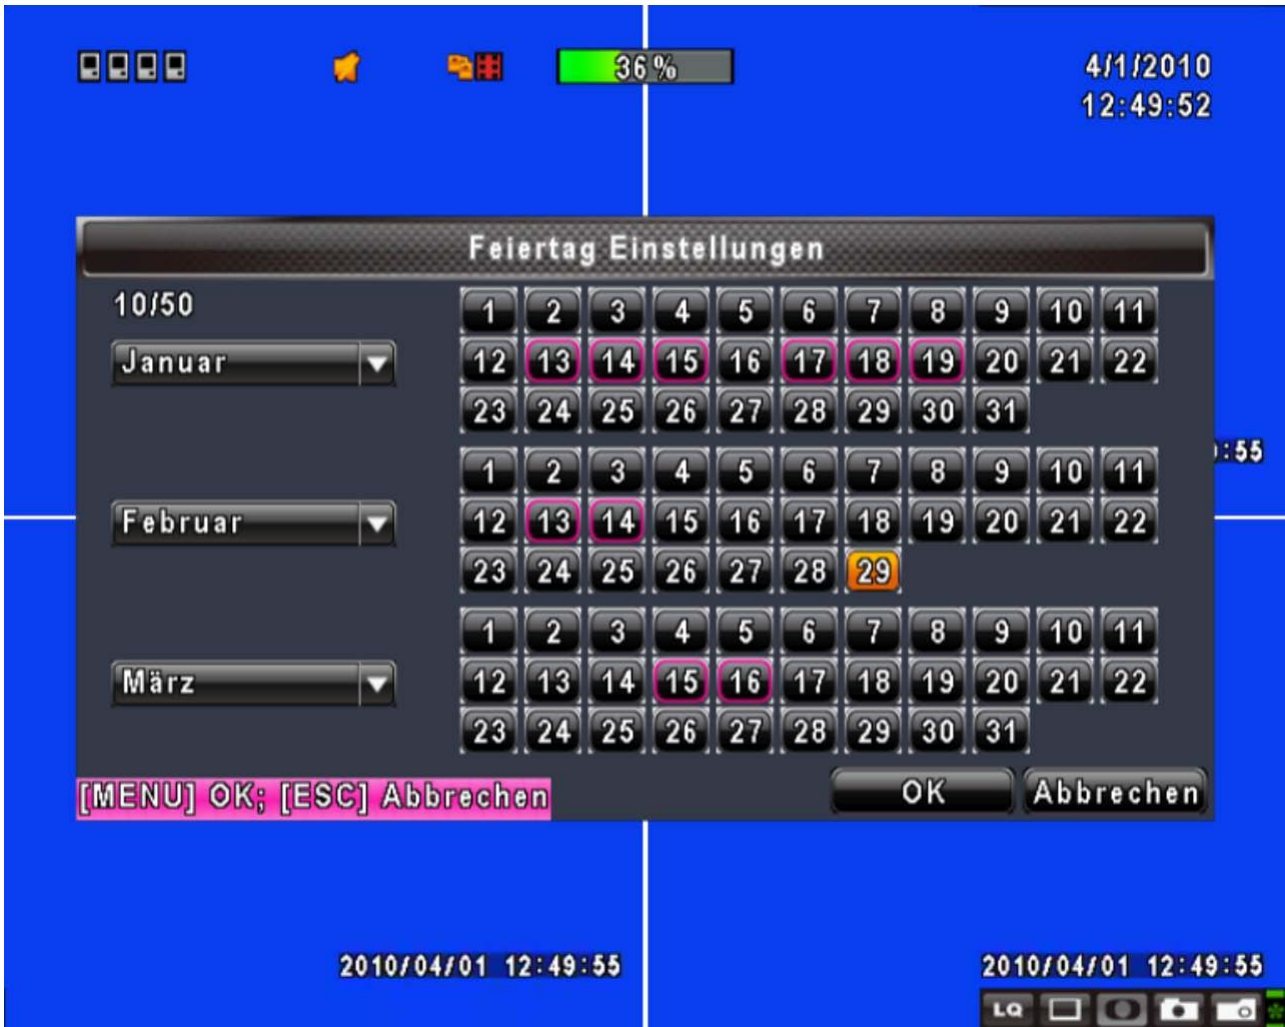 36%
4/1/2010
12:49:52
Feiertag Einstellungen
10/50
1 2 3 4 5 6 7 8 9 10 11
Januar
12 13 14 15 16 17 18 19 20 21 22
23 24 25 26 27 28 29 30 31
:55
1 2 3 4 5 6 7 8 9 10 11
Februar
12 13 14 15 16 17 18 19 20 21 22
23 24 25 26 27 28 29
1 2 3 4 5 6 7 8 9 10 11
März
12 13 14 15 16 17 18 19 20 21 22
23 24 25 26 27 28 29 30 31
[MENU] OK; [ESC] Abbrechen
OK
Abbrechen
2010/04/01 12:49:55
2010/04/01 12:49:55
LQ